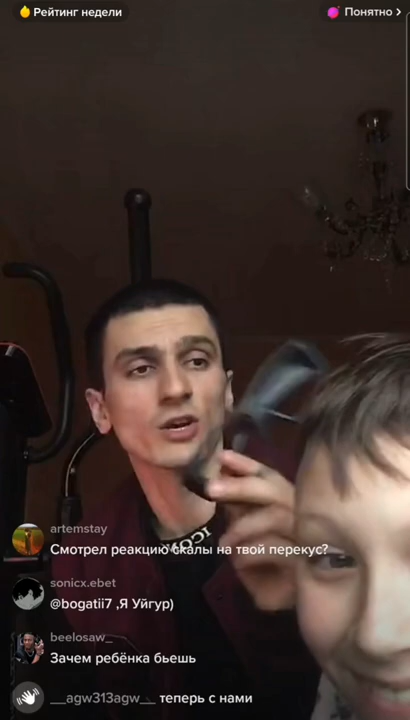 Рейтинг недели
Понятно >
artemstay
Смотрел реакцию скалы на твой перекус?
sonicx.ebet
@bogatii7 ,Я Уйгур)
beelosaw_
Зачем ребёнка бьешь
__agw313agw__ теперь с нами